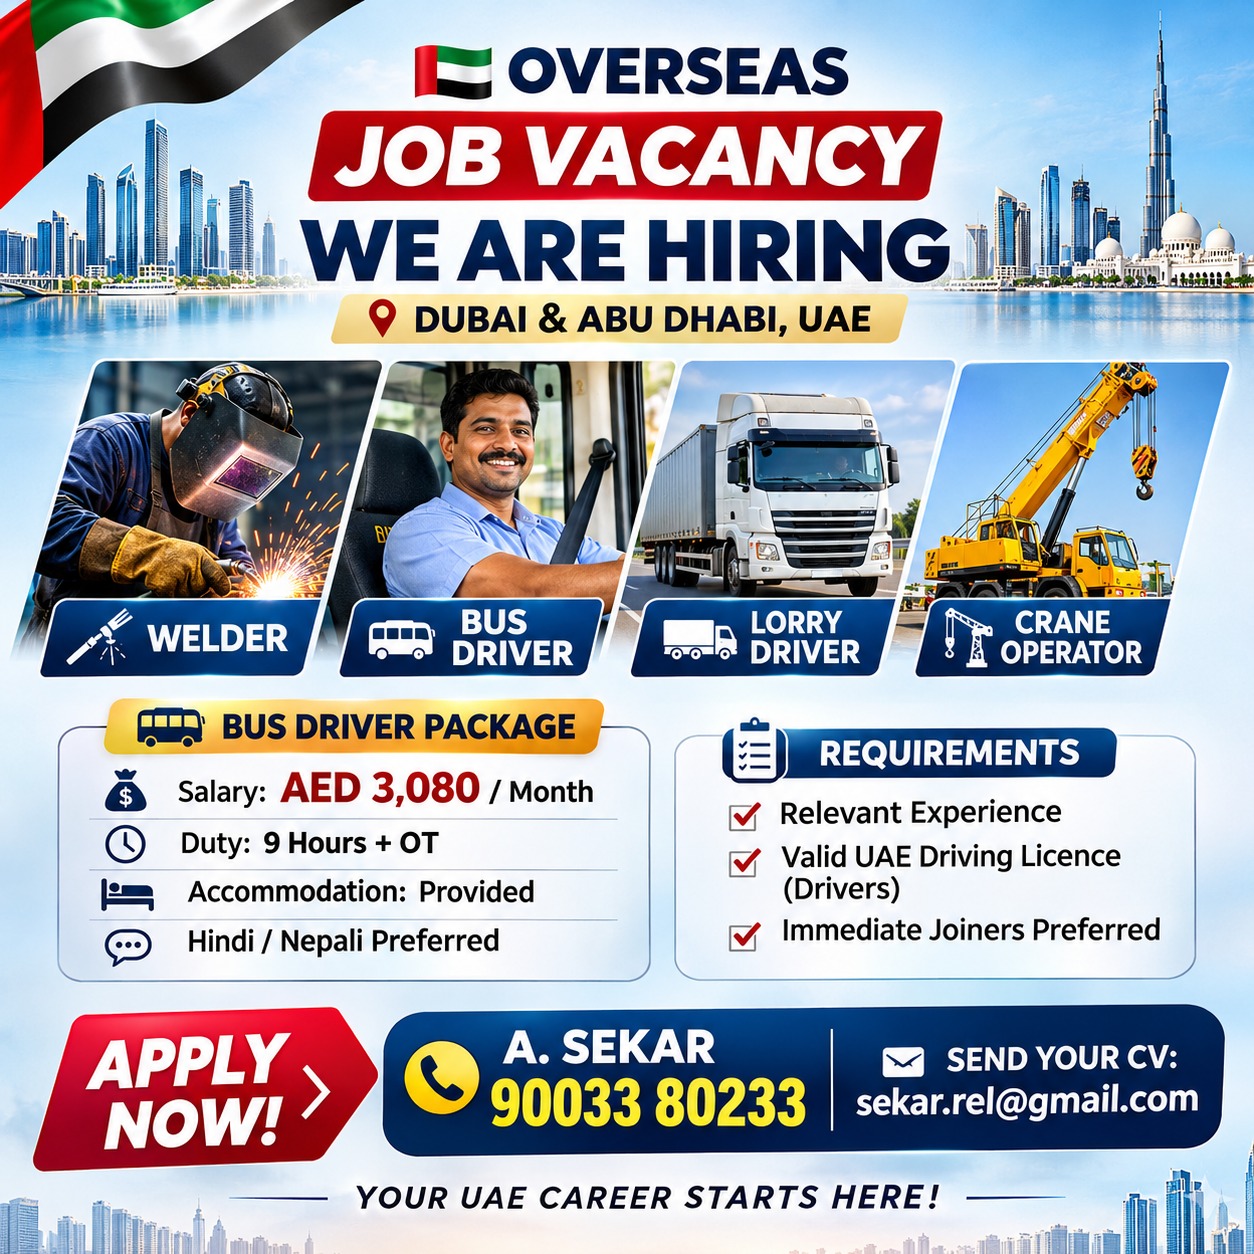 OVERSEAS
JOB VACANCY
WE ARE HIRING
DUBAI & ABU DHABI, UAE
WELDER
BUS
DRIVER
LORRY
DRIVER
CRANE
OPERATOR
BUS DRIVER PACKAGE
Salary: AED 3,080 / Month
Duty: 9 Hours + OT
Accommodation: Provided
Hindi / Nepali Preferred
REQUIREMENTS
Relevant Experience
Valid UAE Driving Licence
(Drivers)
Immediate Joiners Preferred
APPLY
NOW!
A. SEKAR
90033 80233
SEND YOUR CV:
sekar.rel@gmail.com
YOUR UAE CAREER STARTS HERE!